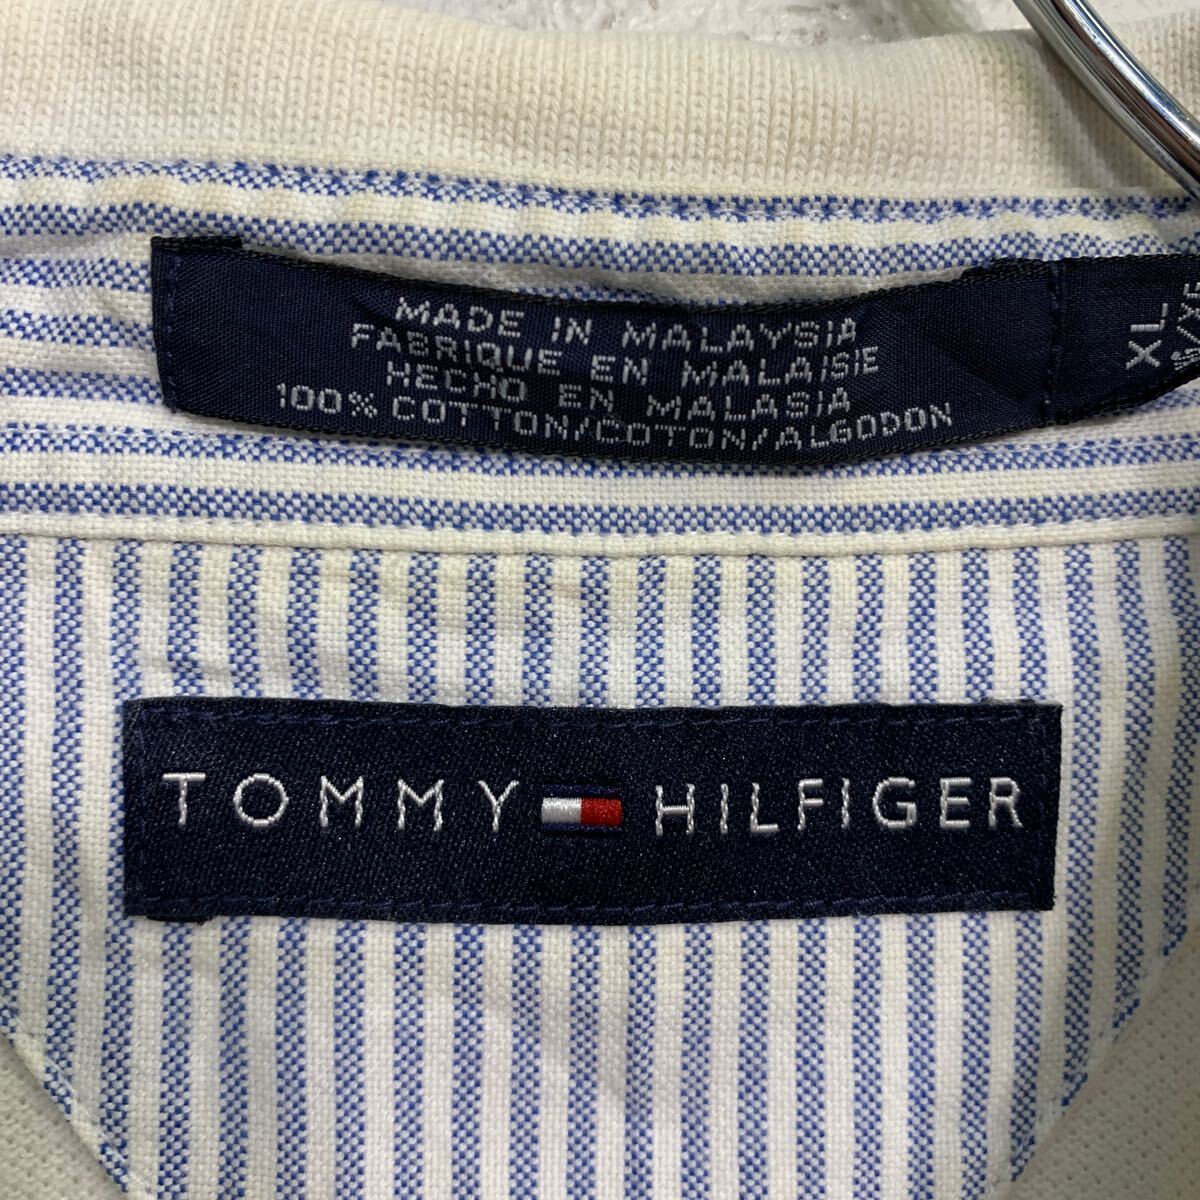 MADE IN MALAYSIA
FABRIQUE EN MALAISIE
HECHO EN MALASIA
100% COTTON/COTON/ALGODON
XL
TOMMY HILFIGER